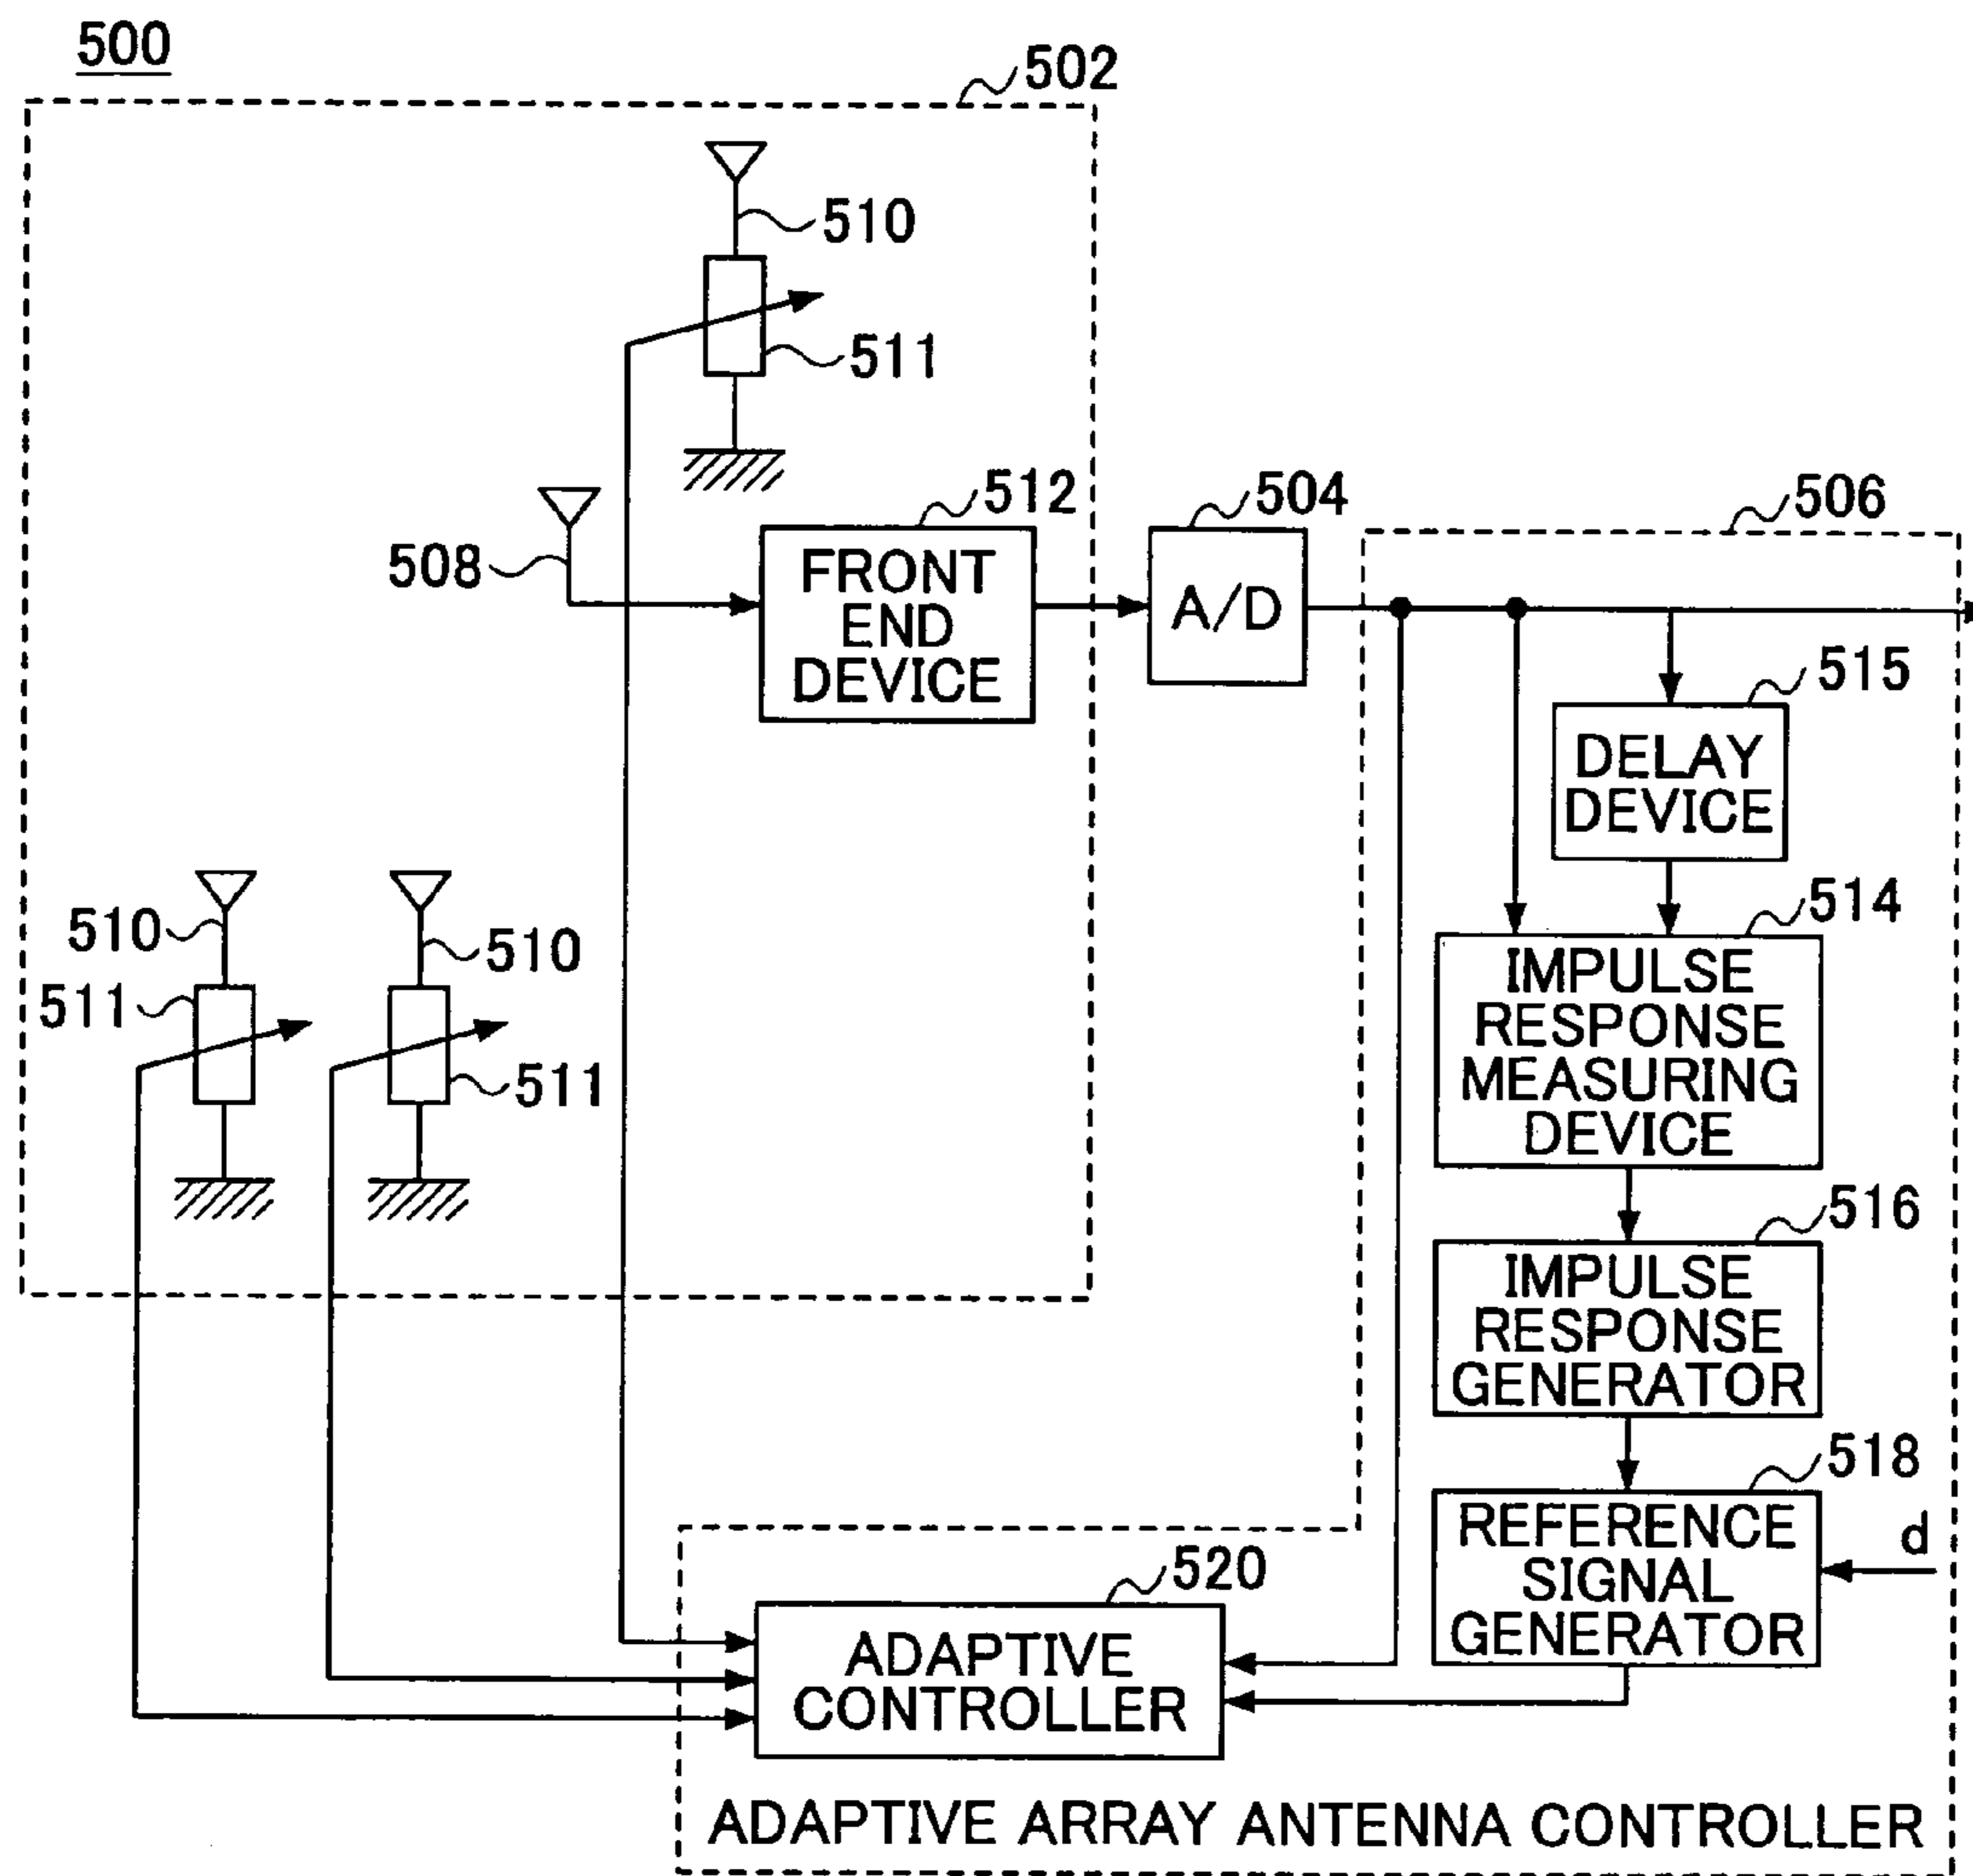 500
502
510
511
512
504
506
508
FRONT
END
DEVICE
A/D
515
DELAY
DEVICE
510
510
514
511
511
IMPULSE
RESPONSE
MEASURING
DEVICE
516
IMPULSE
RESPONSE
GENERATOR
518
REFERENCE
SIGNAL
GENERATOR
d
520
ADAPTIVE
CONTROLLER
ADAPTIVE ARRAY ANTENNA CONTROLLER